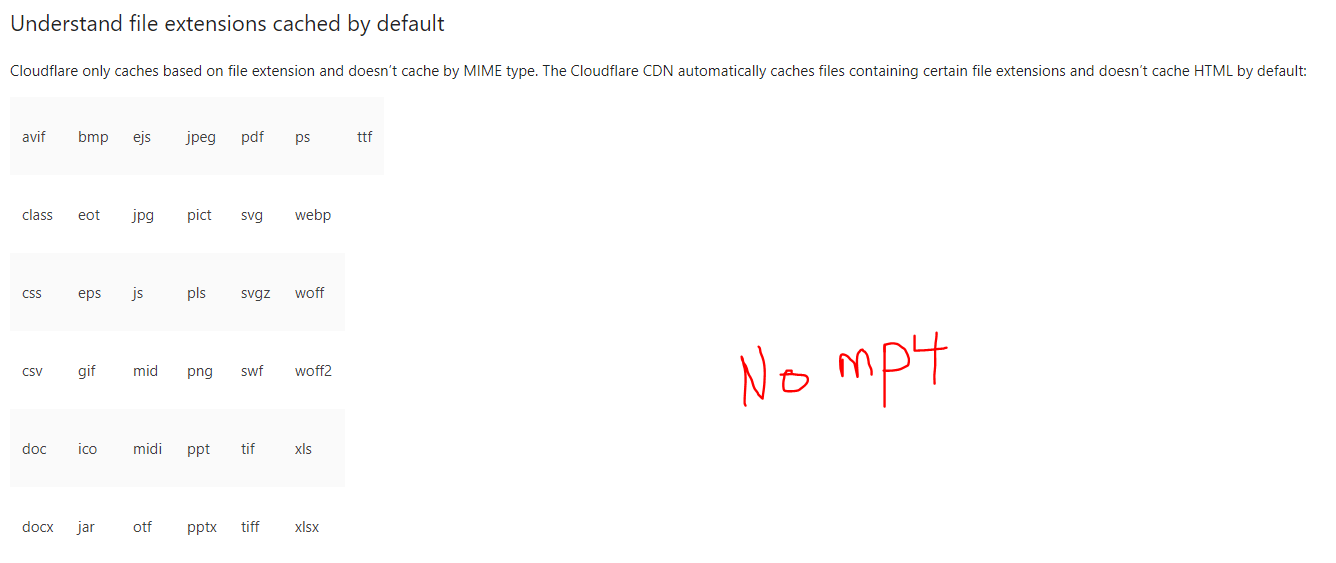 Understand file extensions cached by default
Cloudflare only caches based on file extension and doesn’t cache by MIME type. The Cloudflare CDN automatically caches files containing certain file extensions and doesn’t cache HTML by default:
avif bmp ejs jpeg pdf ps ttf
class eot jpg pict svg webp
css eps js pls svgz woff
csv gif mid png swf woff2
doc ico midi ppt tif xls
docx jar otf pptx tiff xlsx
No mp4